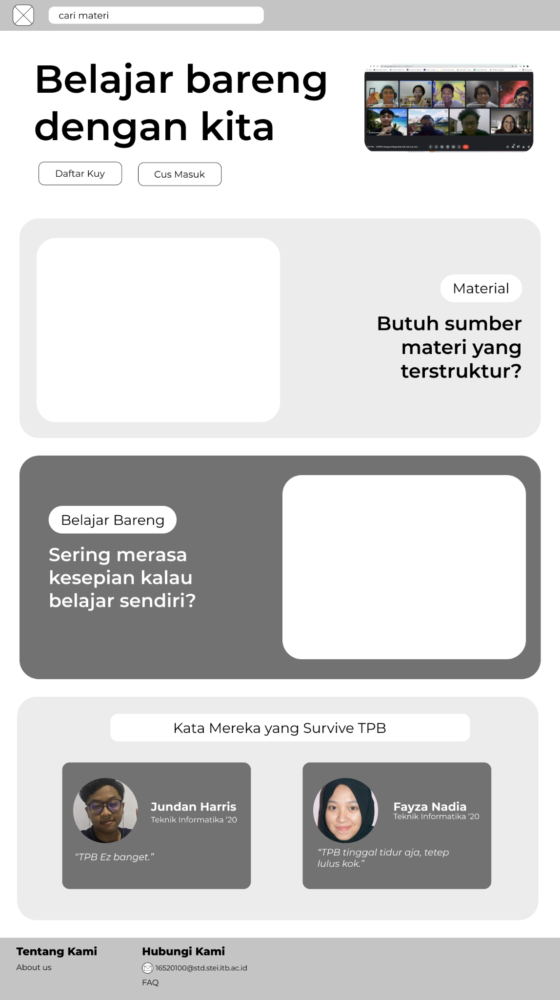 cari materi
Belajar bareng
dengan kita
Daftar Kuy
Cus Masuk
Material
Butuh sumber
materi yang
terstruktur?
Belajar Bareng
Sering merasa
kesepian kalau
belajar sendiri?
Kata Mereka yang Survive TPB
Jundan Harris
Teknik Informatika ‘20
“TPB Ez banget.”
Fayza Nadia
Teknik Informatika ‘20
“TPB tinggal tidur aja, tetep
lulus kok.”
Tentang Kami
About us
Hubungi Kami
16520100@std.stei.itb.ac.id
FAQ